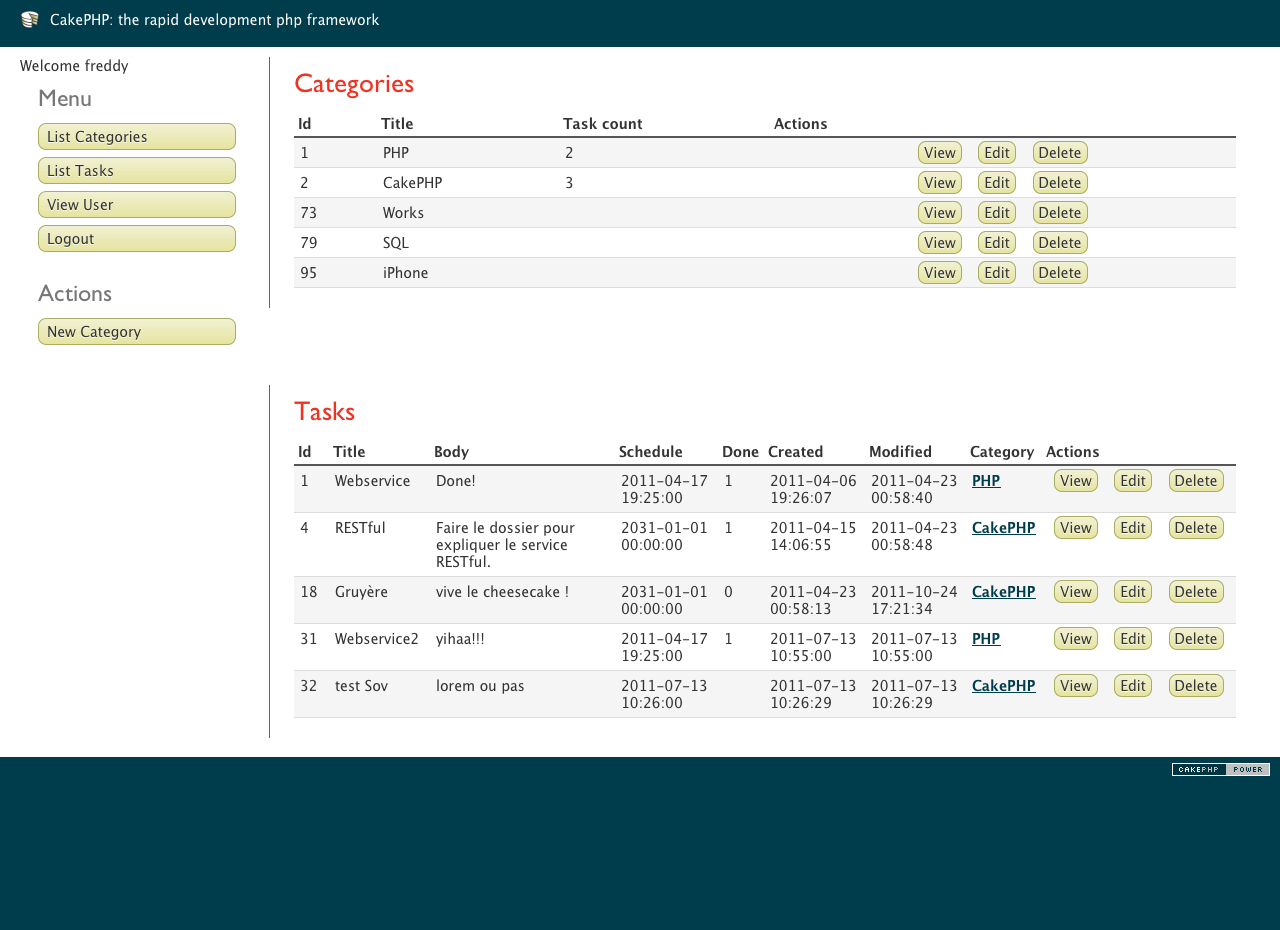 CakePHP: the rapid development php framework
Welcome freddy
Menu
List Categories
List Tasks
View User
Logout
Actions
New Category
Categories
Id Title Task count Actions
1 PHP 2 View Edit Delete
2 CakePHP 3 View Edit Delete
73 Works View Edit Delete
79 SQL View Edit Delete
95 iPhone View Edit Delete
Tasks
Id Title Body Schedule Done Created Modified Category Actions
1 Webservice Done! 2011-04-17 1 2011-04-06 2011-04-23 PHP View Edit Delete
19:25:00 19:26:07 00:58:40
4 RESTful Faire le dossier pour 2031-01-01 1 2011-04-15 2011-04-23 CakePHP View Edit Delete
expliquer le service 00:00:00 14:06:55 00:58:48
RESTful.
18 Gruyère vive le cheesecake ! 2031-01-01 0 2011-04-23 2011-10-24 CakePHP View Edit Delete
00:00:00 00:58:13 17:21:34
31 Webservice2 yihaa!!! 2011-04-17 1 2011-07-13 2011-07-13 PHP View Edit Delete
19:25:00 10:55:00 10:55:00
32 test Sov lorem ou pas 2011-07-13 2011-07-13 2011-07-13 CakePHP View Edit Delete
10:26:00 10:26:29 10:26:29
CAKEPHP POWER